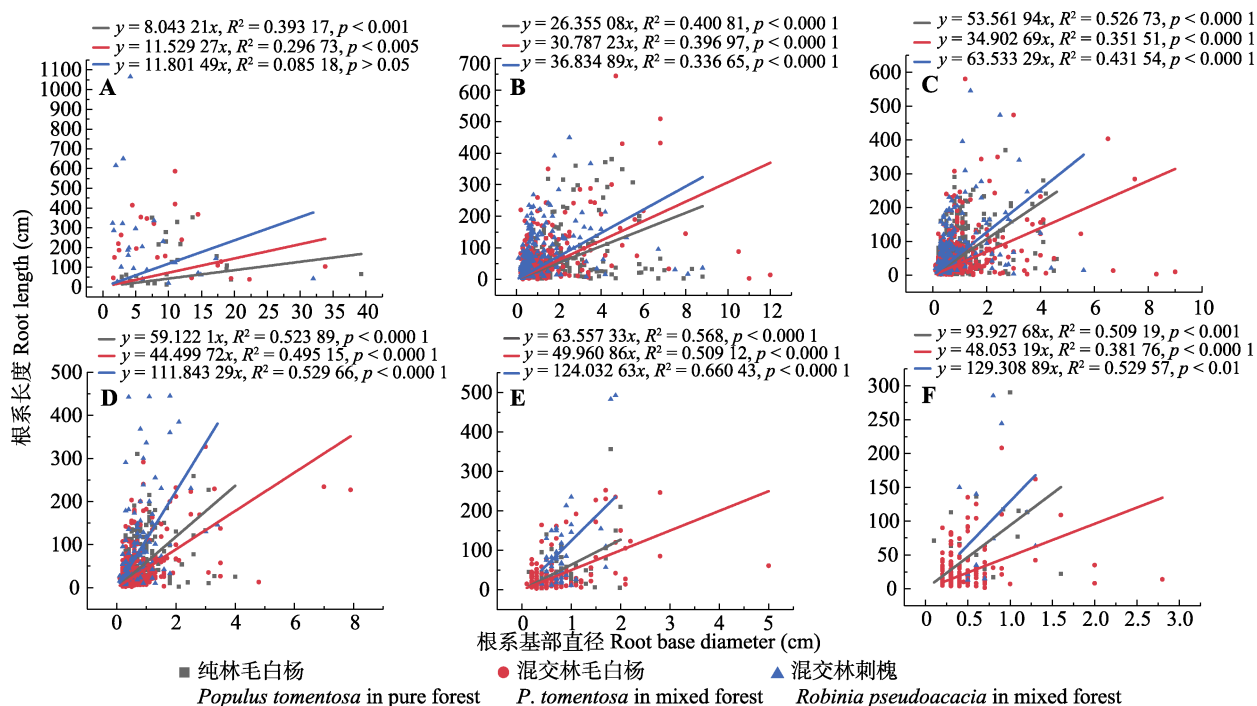 y = 8.043 21x, R² = 0.393 17, p < 0.001
y = 11.529 27x, R² = 0.296 73, p < 0.005
y = 11.801 49x, R² = 0.085 18, p > 0.05
A
1100
1000
900
800
700
600
500
400
300
200
100
0
0 5 10 15 20 25 30 35 40
y = 26.355 08x, R² = 0.400 81, p < 0.000 1
y = 30.787 23x, R² = 0.396 97, p < 0.000 1
y = 36.834 89x, R² = 0.336 65, p < 0.000 1
B
700
600
500
400
300
200
100
0
0 2 4 6 8 10 12
y = 53.561 94x, R² = 0.526 73, p < 0.000 1
y = 34.902 69x, R² = 0.351 51, p < 0.000 1
y = 63.533 29x, R² = 0.431 54, p < 0.000 1
C
600
500
400
300
200
100
0
0 2 4 6 8 10
根系长度 Root length (cm)
y = 59.122 1x, R² = 0.523 89, p < 0.000 1
y = 44.499 72x, R² = 0.495 15, p < 0.000 1
y = 111.843 29x, R² = 0.529 66, p < 0.000 1
D
500
400
300
200
100
0
0 2 4 6 8
y = 63.557 33x, R² = 0.568, p < 0.000 1
y = 49.960 86x, R² = 0.509 12, p < 0.000 1
y = 124.032 63x, R² = 0.660 43, p < 0.000 1
E
500
400
300
200
100
0
0 1 2 3 4 5
y = 93.927 68x, R² = 0.509 19, p < 0.001
y = 48.053 19x, R² = 0.381 76, p < 0.000 1
y = 129.308 89x, R² = 0.529 57, p < 0.01
F
300
250
200
150
100
50
0
0.0 0.5 1.0 1.5 2.0 2.5 3.0
根系基部直径 Root base diameter (cm)
纯林毛白杨
Populus tomentosa in pure forest
混交林毛白杨
P. tomentosa in mixed forest
混交林刺槐
Robinia pseudoacacia in mixed forest